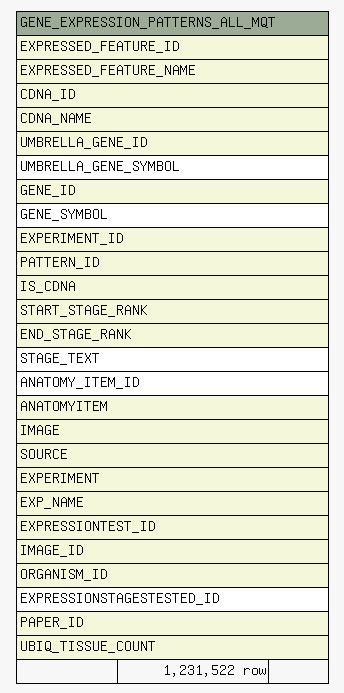 GENE_EXPRESSION_PATTERNS_ALL_MQT
EXPRESSED_FEATURE_ID
EXPRESSED_FEATURE_NAME
CDNA_ID
CDNA_NAME
UMBRELLA_GENE_ID
UMBRELLA_GENE_SYMBOL
GENE_ID
GENE_SYMBOL
EXPERIMENT_ID
PATTERN_ID
IS_CDNA
START_STAGE_RANK
END_STAGE_RANK
STAGE_TEXT
ANATOMY_ITEM_ID
ANATOMYITEM
IMAGE
SOURCE
EXPERIMENT
EXP_NAME
EXPRESSIONTEST_ID
IMAGE_ID
ORGANISM_ID
EXPRESSIONSTAGESTESTED_ID
PAPER_ID
UBIQ_TISSUE_COUNT
1,231,522 row